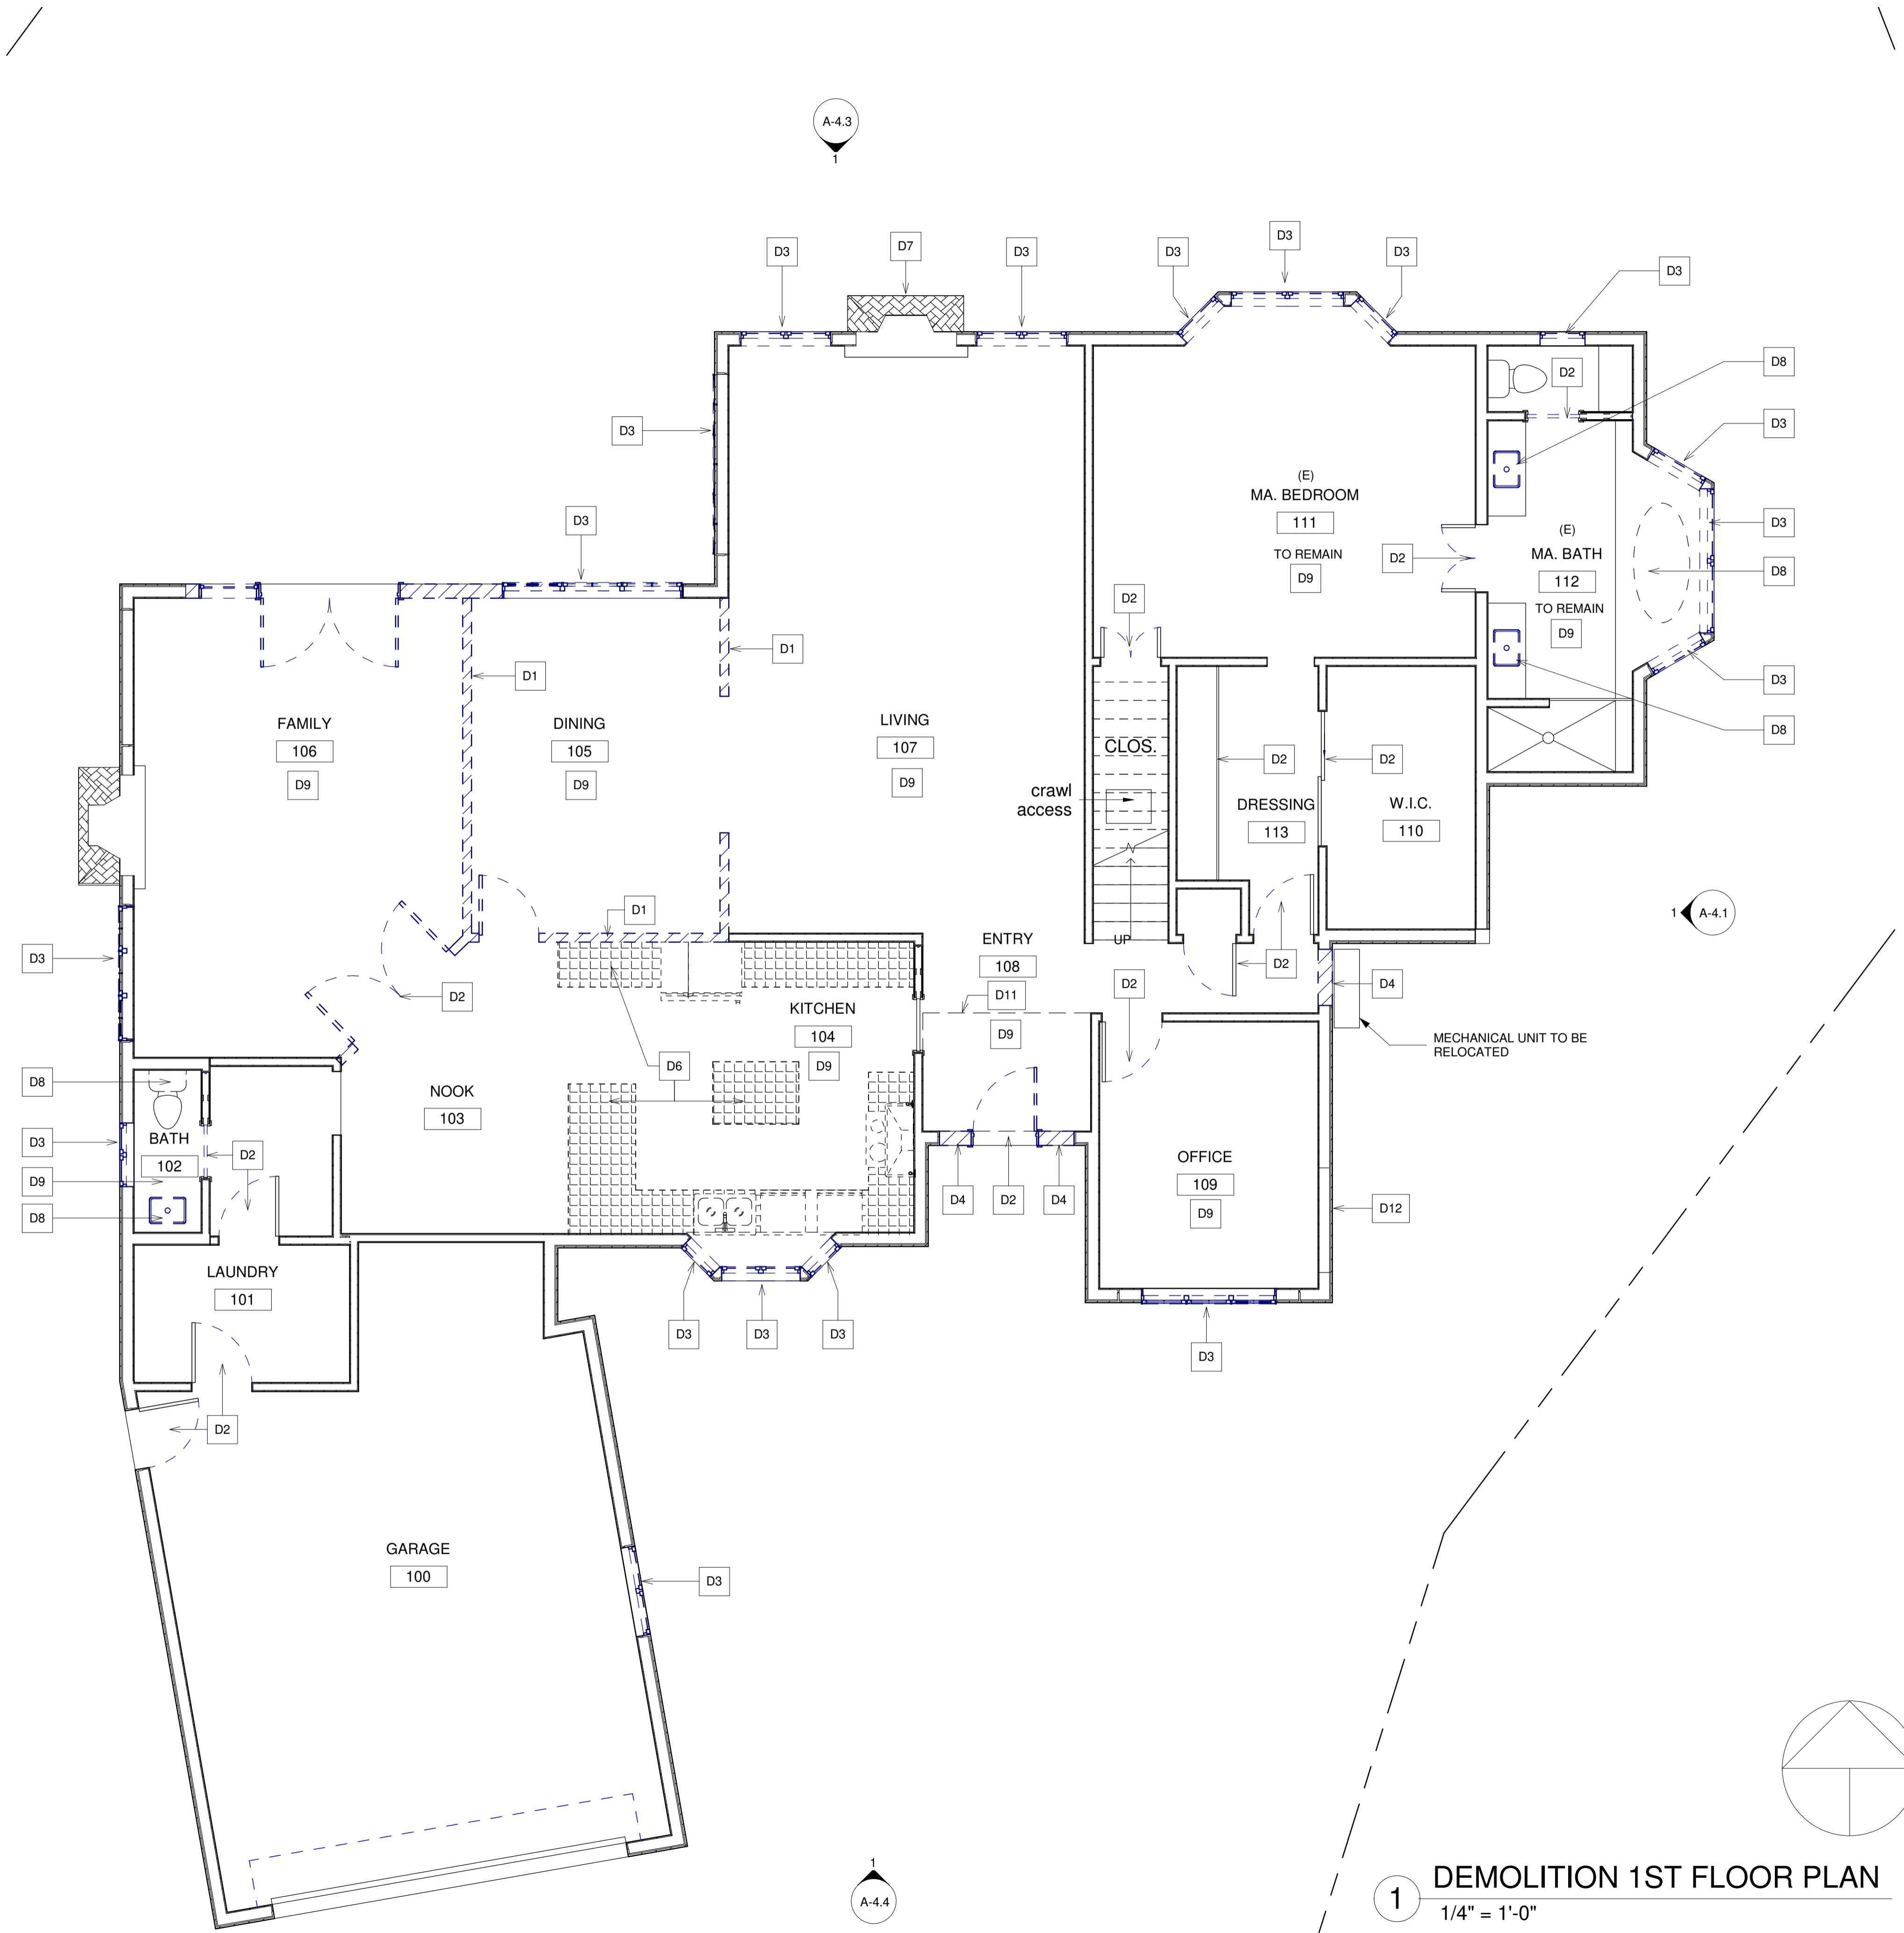 A-4.3
1
D7
D3
D3
D3
D3
D3
D3
D8
D2
D3
D3
(E)
MA. BEDROOM
111
TO REMAIN
D9
D3
D3
(E)
MA. BATH
112
TO REMAIN
D9
D2
D8
D2
D1
D1
D3
D8
FAMILY
106
D9
DINING
105
D9
LIVING
107
D9
CLOS.
crawl
access
D2
D2
DRESSING
113
W.I.C.
110
D1
1
A-4.1
UP
ENTRY
108
D11
D9
D3
D2
KITCHEN
104
D9
D2
D2
D4
MECHANICAL UNIT TO BE
RELOCATED
D8
D6
NOOK
103
D3
BATH
102
D2
D9
D8
OFFICE
109
D9
D4
D2
D4
D12
LAUNDRY
101
D3
D3
D3
D3
D2
GARAGE
100
D3
1
A-4.4
1
DEMOLITION 1ST FLOOR PLAN
1/4" = 1'-0"